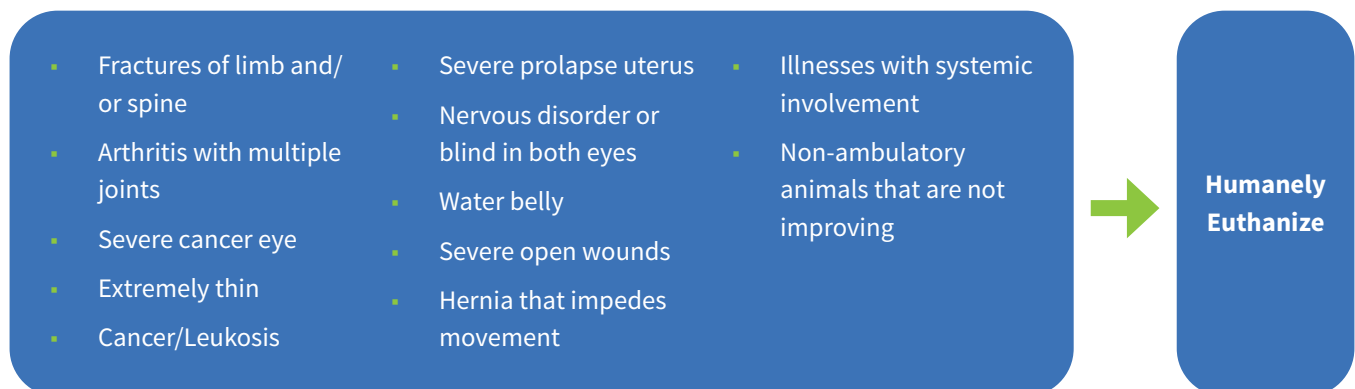 ▪ Fractures of limb and/
or spine
▪ Arthritis with multiple
joints
▪ Severe cancer eye
▪ Extremely thin
▪ Cancer/Leukosis
▪ Severe prolapse uterus
▪ Nervous disorder or
blind in both eyes
▪ Water belly
▪ Severe open wounds
▪ Hernia that impedes
movement
▪ Illnesses with systemic
involvement
▪ Non-ambulatory
animals that are not
improving
Humanely
Euthanize